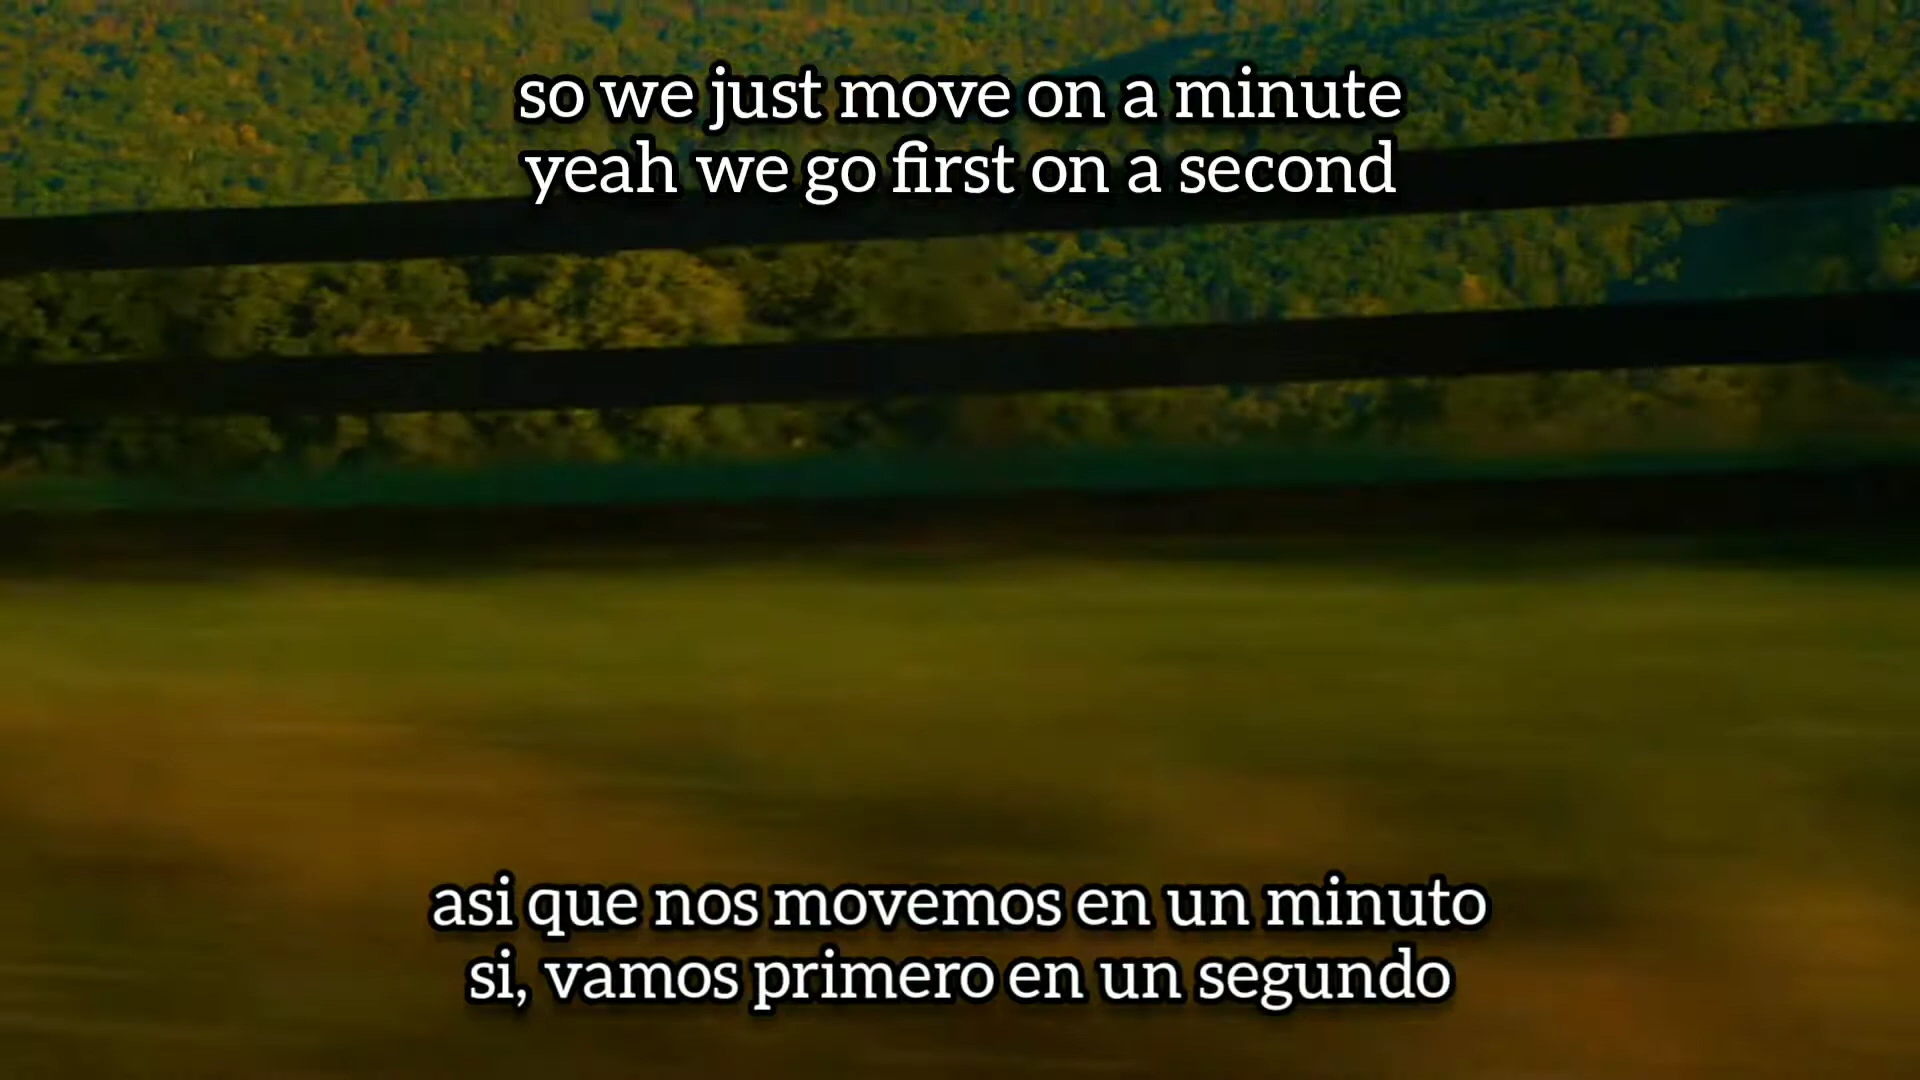 so we just move on a minute
yeah we go first on a second
asi que nos movemos en un minuto
si, vamos primero en un segundo